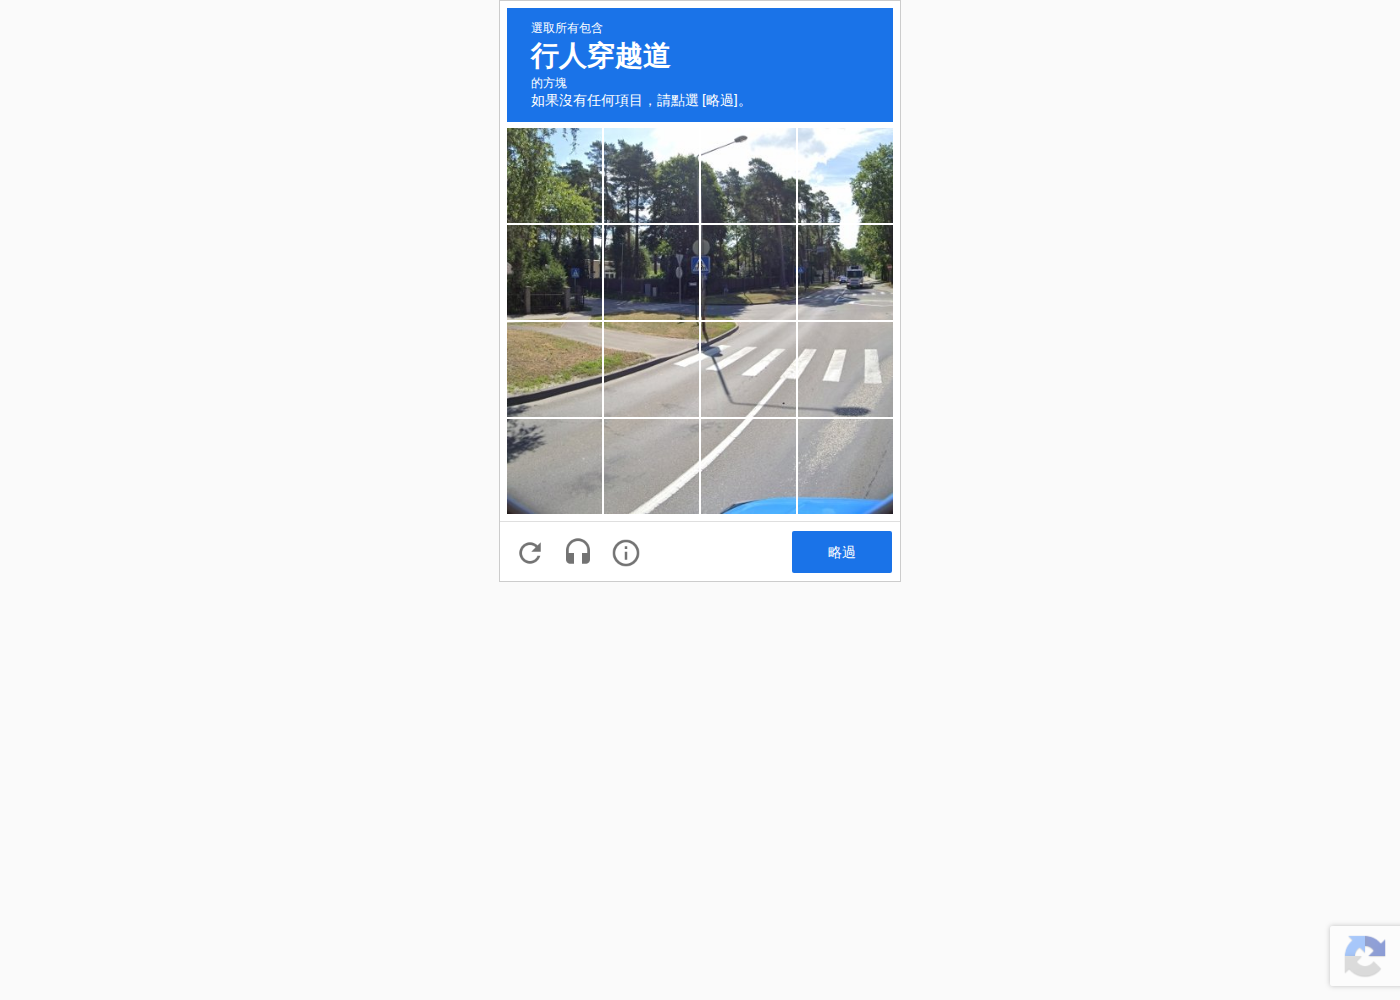 選取所有包含
行人穿越道
的方塊
如果沒有任何項目，請點選 [略過]。
略過